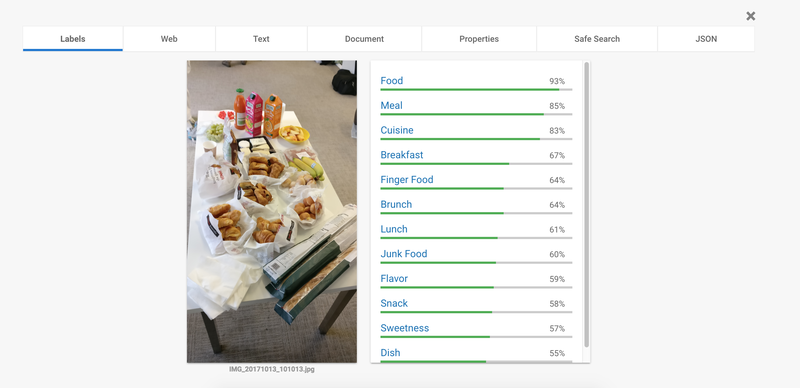 Labels Web Text Document Properties Safe Search JSON
Food 93%
Meal 85%
Cuisine 83%
Breakfast 67%
Finger Food 64%
Brunch 64%
Lunch 61%
Junk Food 60%
Flavor 59%
Snack 58%
Sweetness 57%
Dish 55%
IMG_20171013_101013.jpg